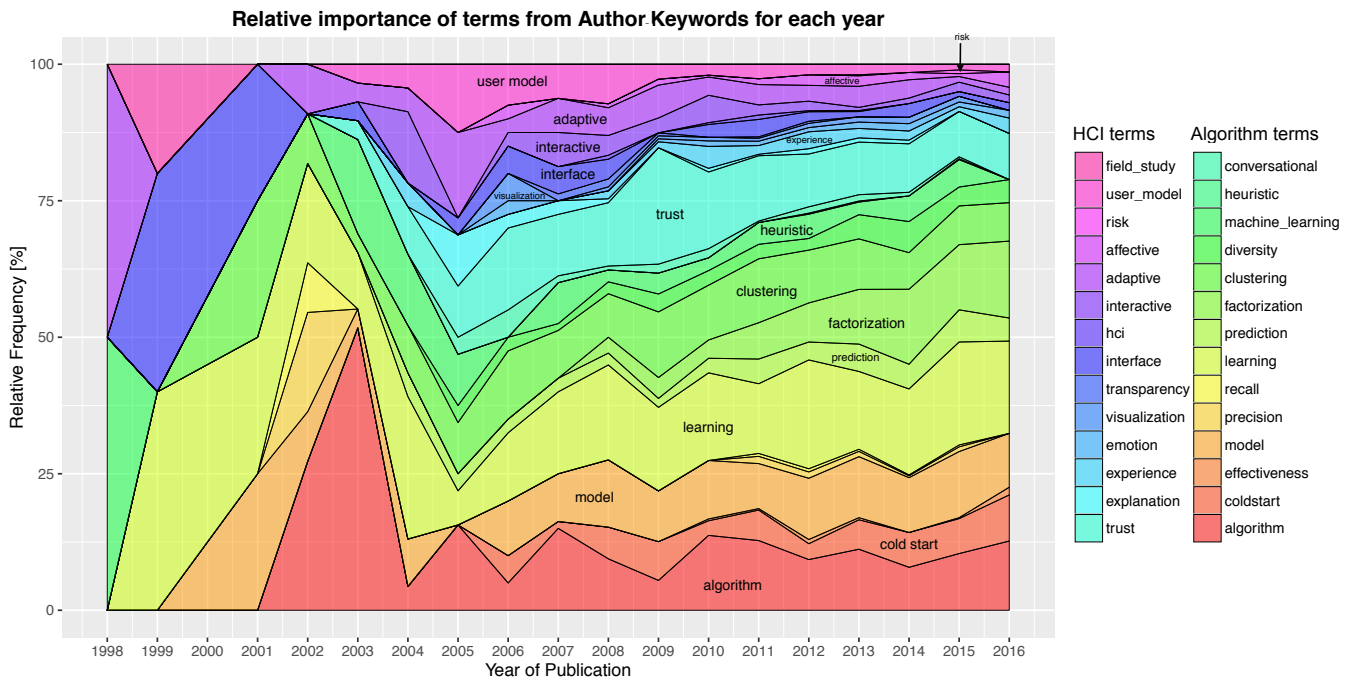 Relative importance of terms from Author Keywords for each year
risk
100
75
50
25
0
Relative Frequency [%]
user model
affective
adaptive
interactive
experience
interface
visualization
trust
heuristic
clustering
factorization
prediction
learning
model
cold start
algorithm
1998 1999 2000 2001 2002 2003 2004 2005 2006 2007 2008 2009 2010 2011 2012 2013 2014 2015 2016
Year of Publication
HCI terms
field_study
user_model
risk
affective
adaptive
interactive
hci
interface
transparency
visualization
emotion
experience
explanation
trust
Algorithm terms
conversational
heuristic
machine_learning
diversity
clustering
factorization
prediction
learning
recall
precision
model
effectiveness
coldstart
algorithm